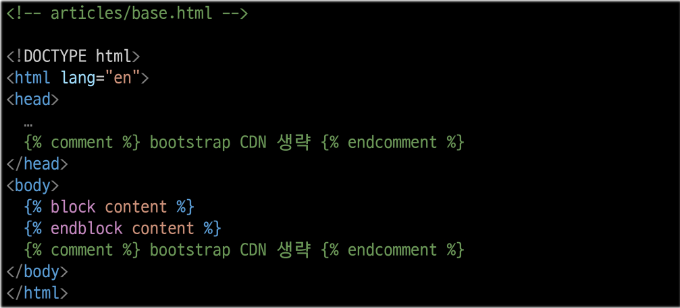 <!-- articles/base.html -->
<!DOCTYPE html>
<html lang="en">
<head>
…
{% comment %} bootstrap CDN 생략 {% endcomment %}
</head>
<body>
{% block content %}
{% endblock content %}
{% comment %} bootstrap CDN 생략 {% endcomment %}
</body>
</html>